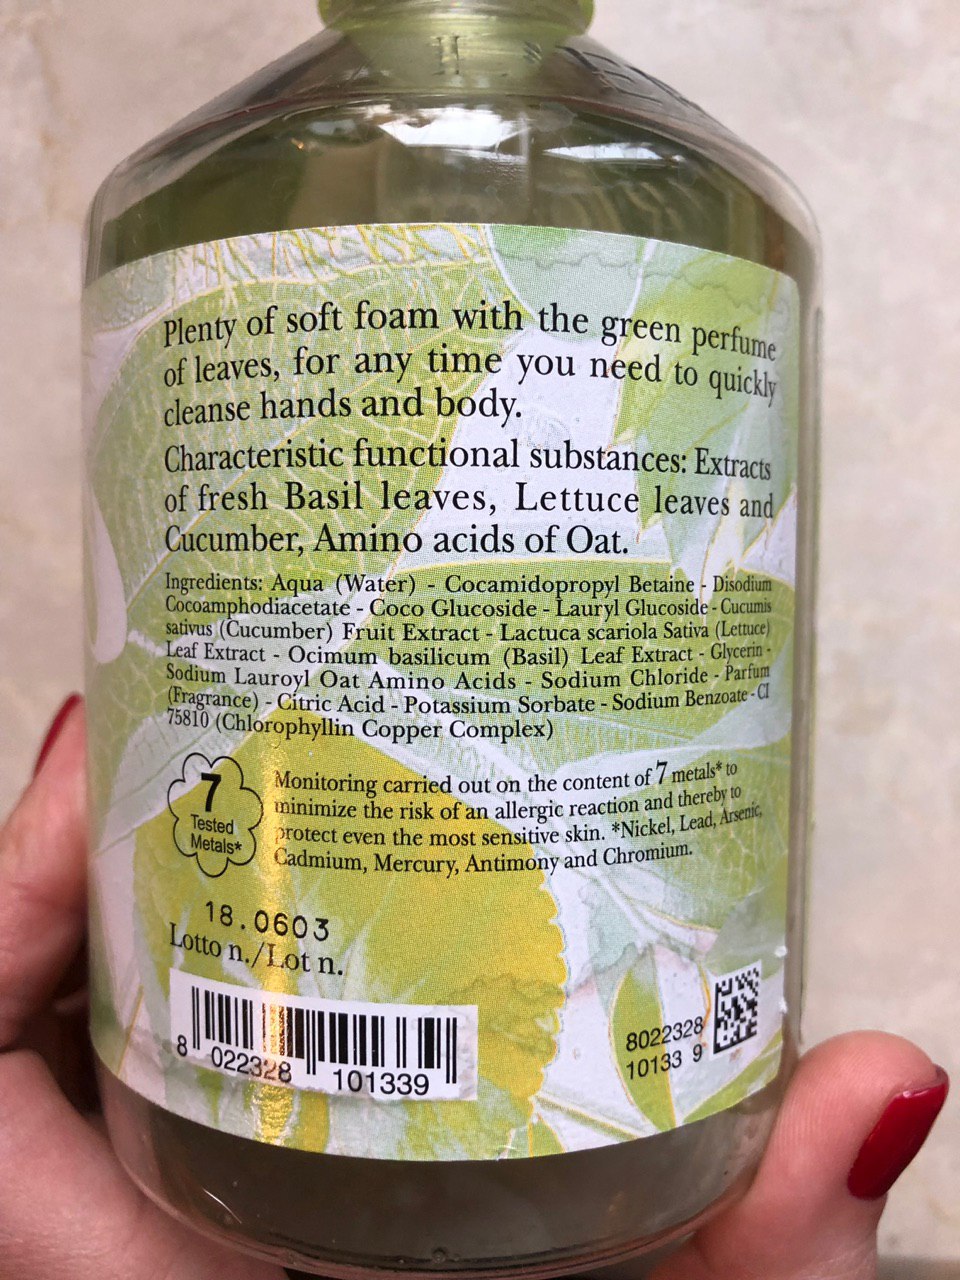 Plenty of soft foam with the green perfume
of leaves, for any time you need to quickly
cleanse hands and body.
Characteristic functional substances: Extracts
of fresh Basil leaves, Lettuce leaves and
Cucumber, Amino acids of Oat.
Ingredients: Aqua (Water) - Cocamidopropyl Betaine - Disodium
Cocoamphodiacetate - Coco Glucoside - Lauryl Glucoside - Cucumis
sativus (Cucumber) Fruit Extract - Lactuca scariola Sativa (Lettuce)
Leaf Extract - Ocimum basilicum (Basil) Leaf Extract - Glycerin -
Sodium Lauroyl Oat Amino Acids - Sodium Chloride - Parfum
(Fragrance) - Citric Acid - Potassium Sorbate - Sodium Benzoate - CI
75810 (Chlorophyllin Copper Complex)
7
Tested
Metals*
Monitoring carried out on the content of 7 metals* to
minimize the risk of an allergic reaction and thereby to
protect even the most sensitive skin. *Nickel, Lead, Arsenic,
Cadmium, Mercury, Antimony and Chromium.
18.0603
Lotto n./Lot n.
8 022328 101339
8022328
10133 9